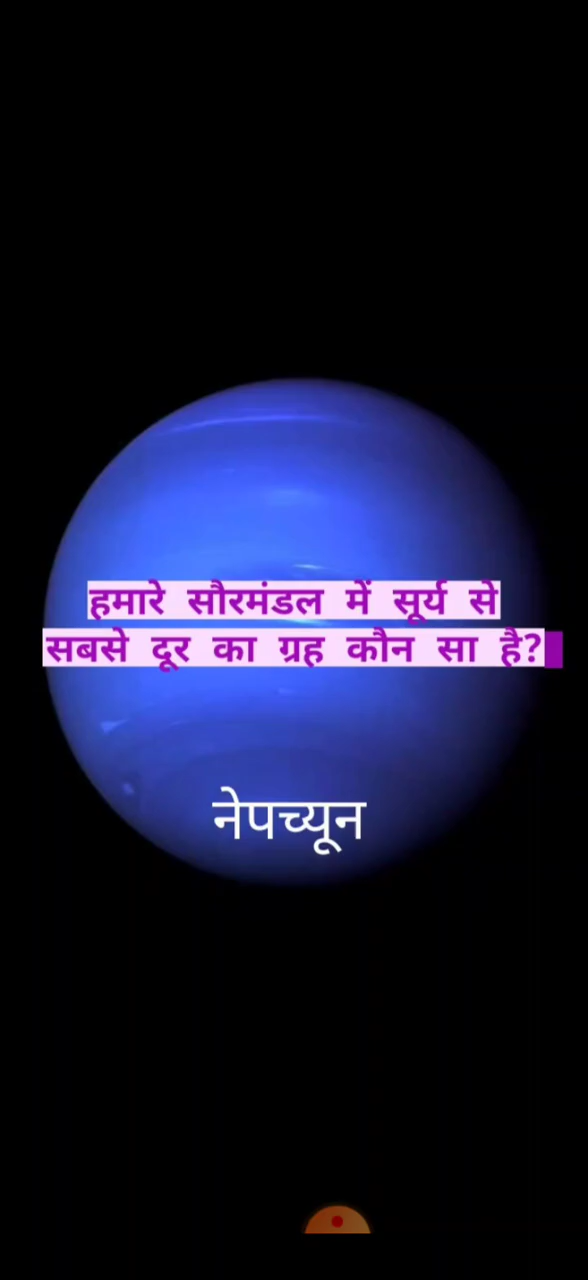 हमारे सौरमंडल में सूर्य से
सबसे दूर का ग्रह कौन सा है?
नेपच्यून